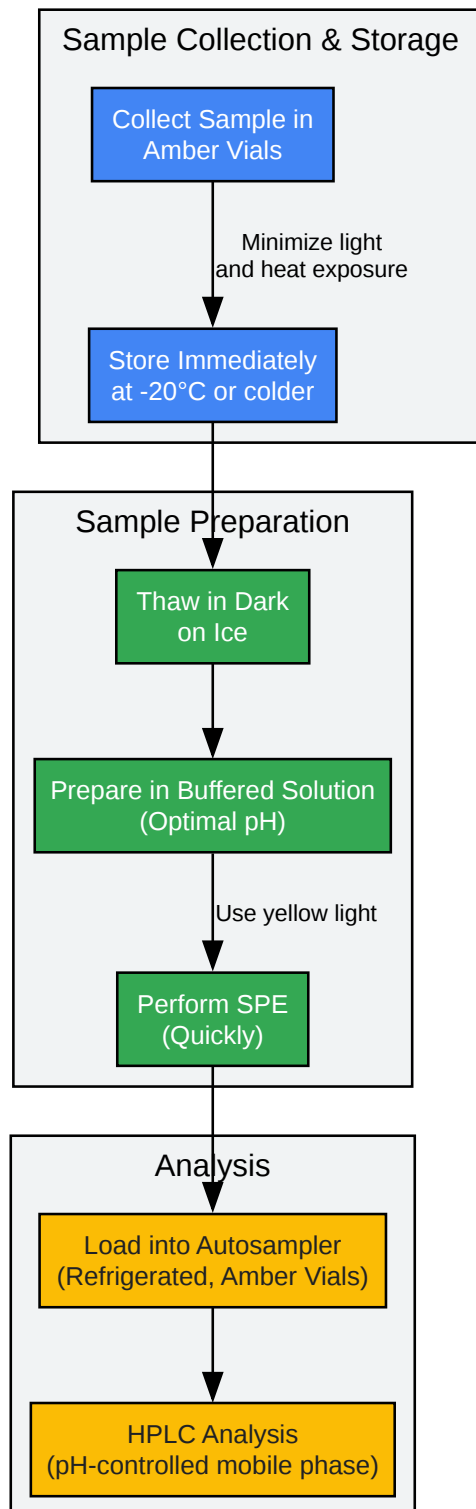 Sample Collection & Storage
Collect Sample in
Amber Vials
Minimize light
and heat exposure
Store Immediately
at -20°C or colder
Sample Preparation
Thaw in Dark
on Ice
Prepare in Buffered Solution
(Optimal pH)
Use yellow light
Perform SPE
(Quickly)
Analysis
Load into Autosampler
(Refrigerated, Amber Vials)
HPLC Analysis
(pH-controlled mobile phase)